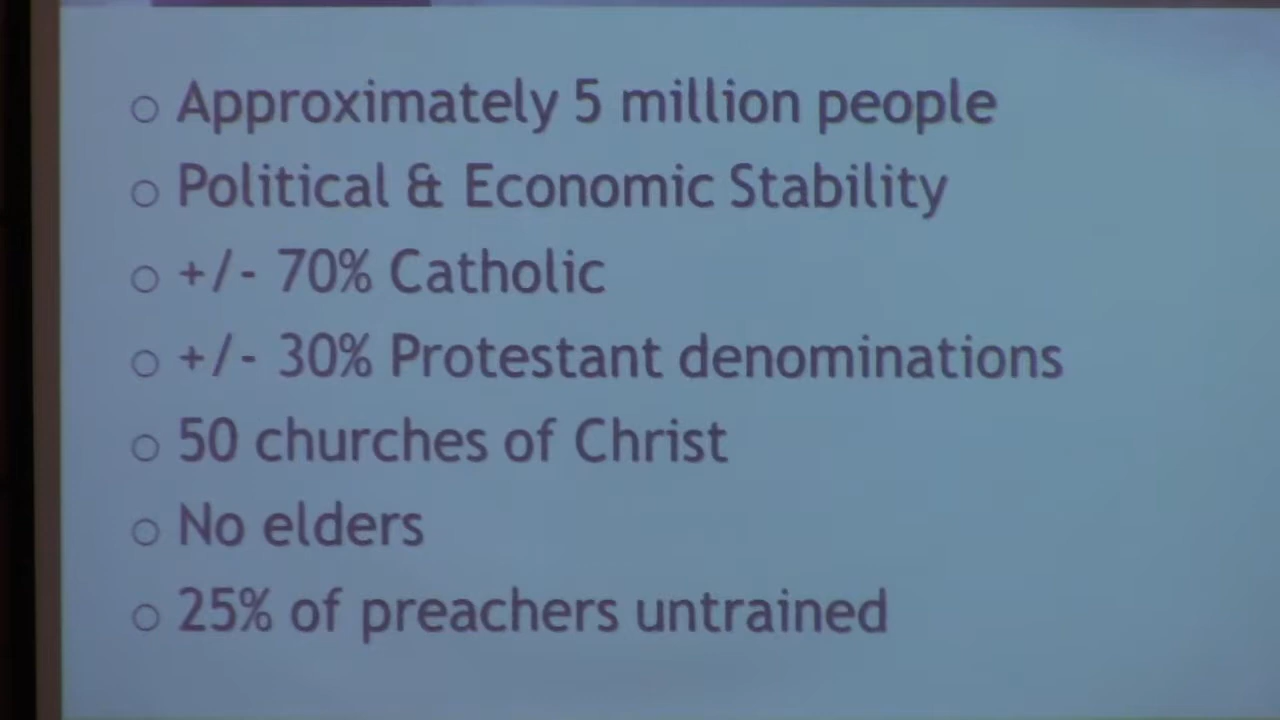 Approximately 5 million people
Political & Economic Stability
+/- 70% Catholic
+/- 30% Protestant denominations
50 churches of Christ
No elders
25% of preachers untrained